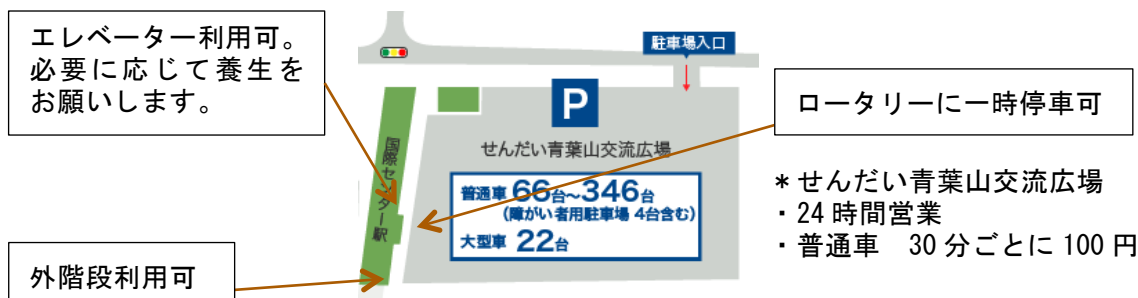 エレベーター利用可。
必要に応じて養生を
お願いします。
駐車場入口
P
ロータリーに一時停車可
せんだい青葉山交流広場
国際センター駅
普通車 66台～346台
(障がい者用駐車場 4台含む)
大型車 22台
＊せんだい青葉山交流広場
・24時間営業
・普通車　30分ごとに100円
外階段利用可